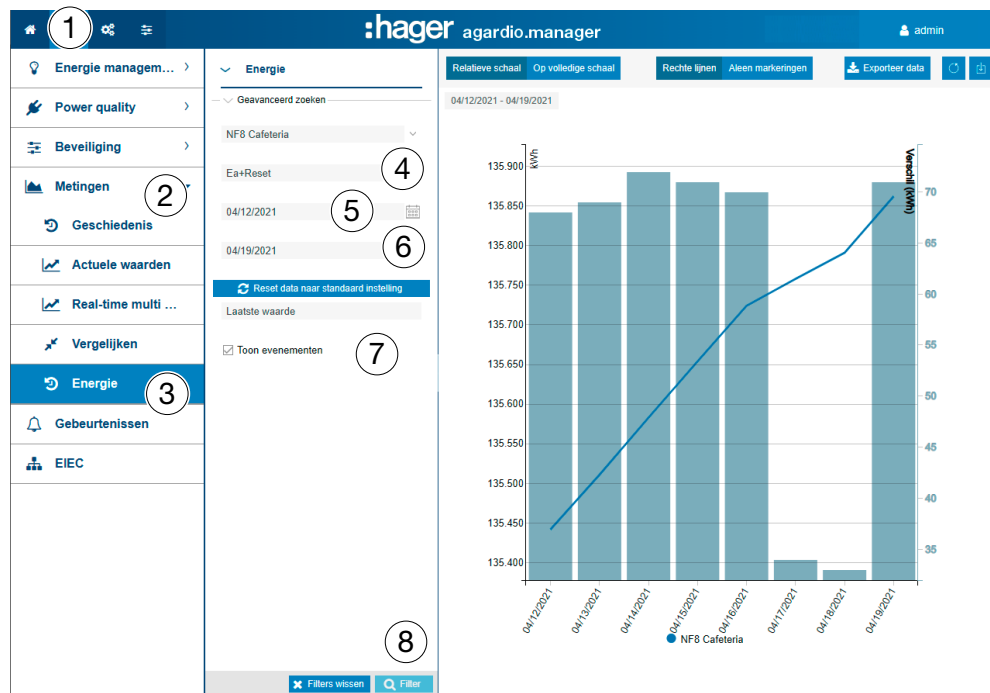 1
:hager agardio.manager
admin
Energie managem...
Power quality
Beveiliging
Metingen
2
Geschiedenis
Actuele waarden
Real-time multi ...
Vergelijken
Energie
3
Gebeurtenissen
EIEC
Energie
Geavanceerd zoeken
NF8 Cafeteria
4
Ea+Reset
04/12/2021
5
04/19/2021
6
Reset data naar standaard instelling
Laatste waarde
Toon evenementen
7
8
Filters wissen
Filter
Relatieve schaal
Op volledige schaal
Rechte lijnen
Aleen markeringen
Exporteer data
04/12/2021 - 04/19/2021
kWh
135.900
135.850
135.800
135.750
135.700
135.650
135.600
135.550
135.500
135.450
135.400
Verschil (kWh)
70
65
60
55
50
45
40
35
04/12/2021
04/13/2021
04/14/2021
04/15/2021
04/16/2021
04/17/2021
04/18/2021
04/19/2021
NF8 Cafeteria